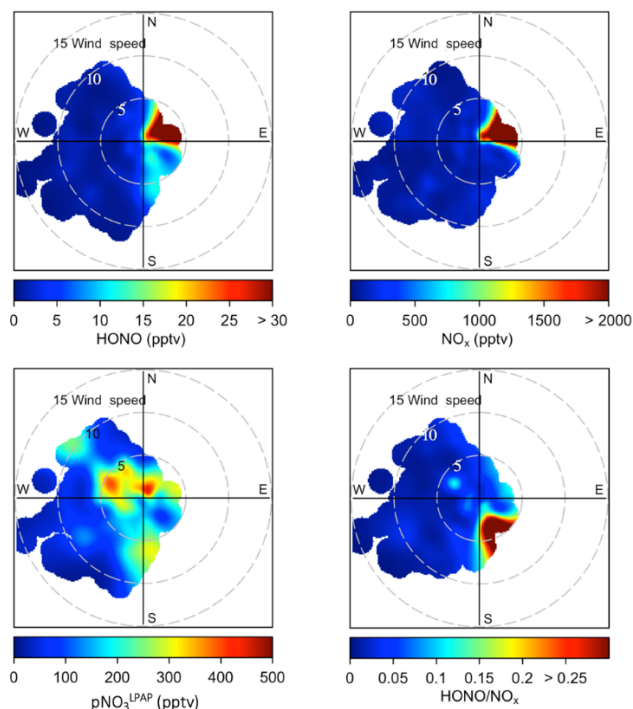 N
15 Wind speed
10
5
W
E
S
0 5 10 15 20 25 > 30
HONO (pptv)
N
15 Wind speed
10
5
W
E
S
0 500 1000 1500 >2000
NOx (pptv)
N
15 Wind speed
10
5
W
E
S
0 100 200 300 400 500
pNO3LPAP (pptv)
N
15 Wind speed
10
5
W
E
S
0 0.05 0.1 0.15 0.2 > 0.25
HONO/NOx